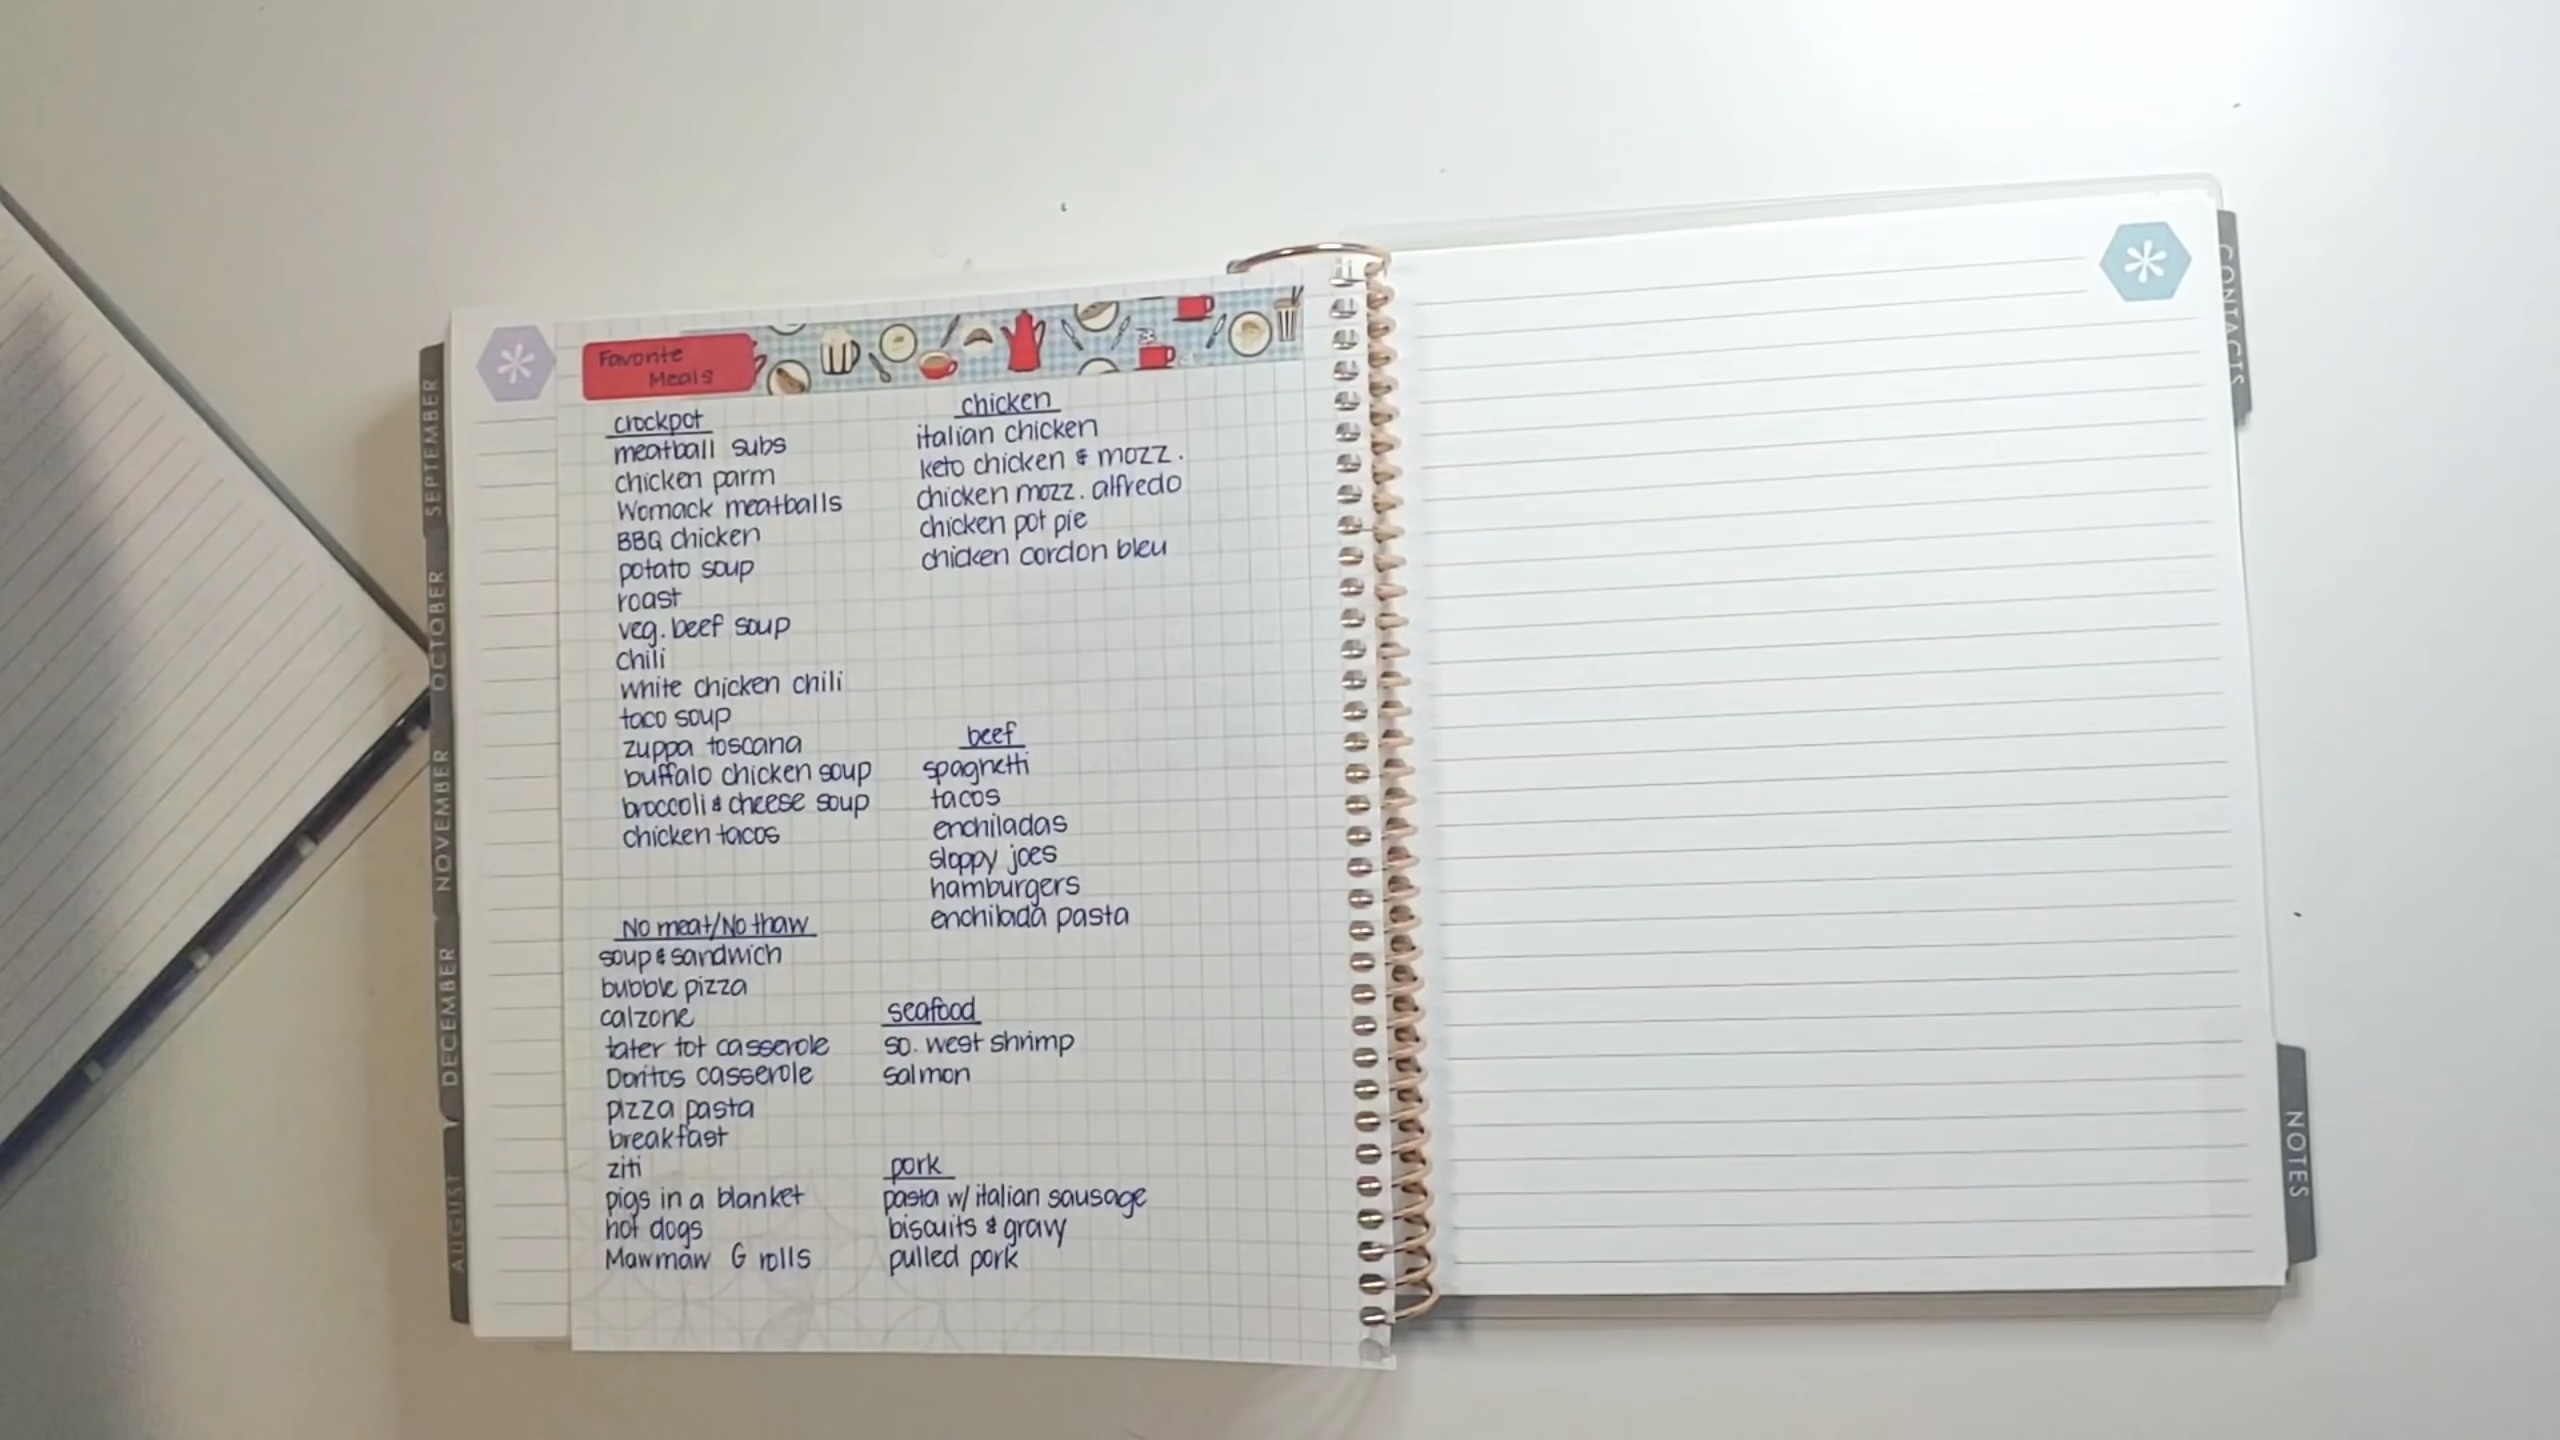 Favorite
Meals
crockpot
meatball subs
chicken parm
Womack meatballs
BBQ chicken
potato soup
roast
veg. beef soup
chili
white chicken chili
taco soup
zuppa toscana
buffalo chicken soup
broccoli & cheese soup
chicken tacos
No meat/No thaw
soup & sandwich
bubble pizza
calzone
tater tot casserole
Doritos casserole
pizza pasta
breakfast
ziti
pigs in a blanket
hot dogs
Mawmaw G rolls
chicken
italian chicken
keto chicken & mozz.
chicken mozz. alfredo
chicken pot pie
chicken cordon bleu
beef
spaghetti
tacos
enchiladas
sloppy joes
hamburgers
enchilada pasta
seafood
so. west shrimp
salmon
pork
pasta w/ italian sausage
biscuits & gravy
pulled pork
SEPTEMBER
OCTOBER
NOVEMBER
DECEMBER
AUGUST
CONTACTS
NOTES